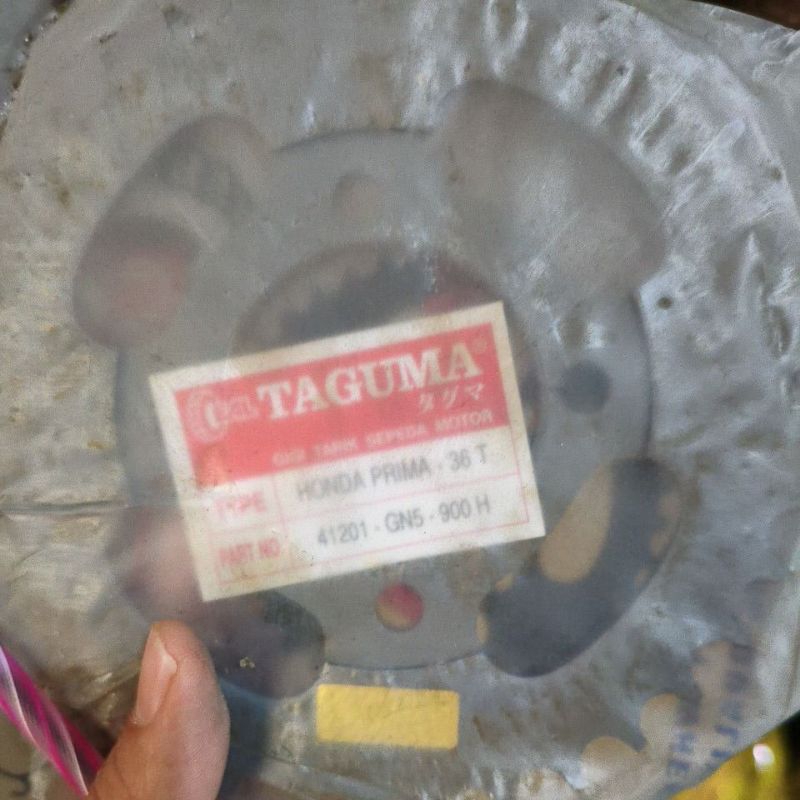 TAGUMA®
タグマ
GIGI TARIK SEPEDA MOTOR
TYPE HONDA PRIMA - 36 T
PART NO 41201 - GN5 - 900 H